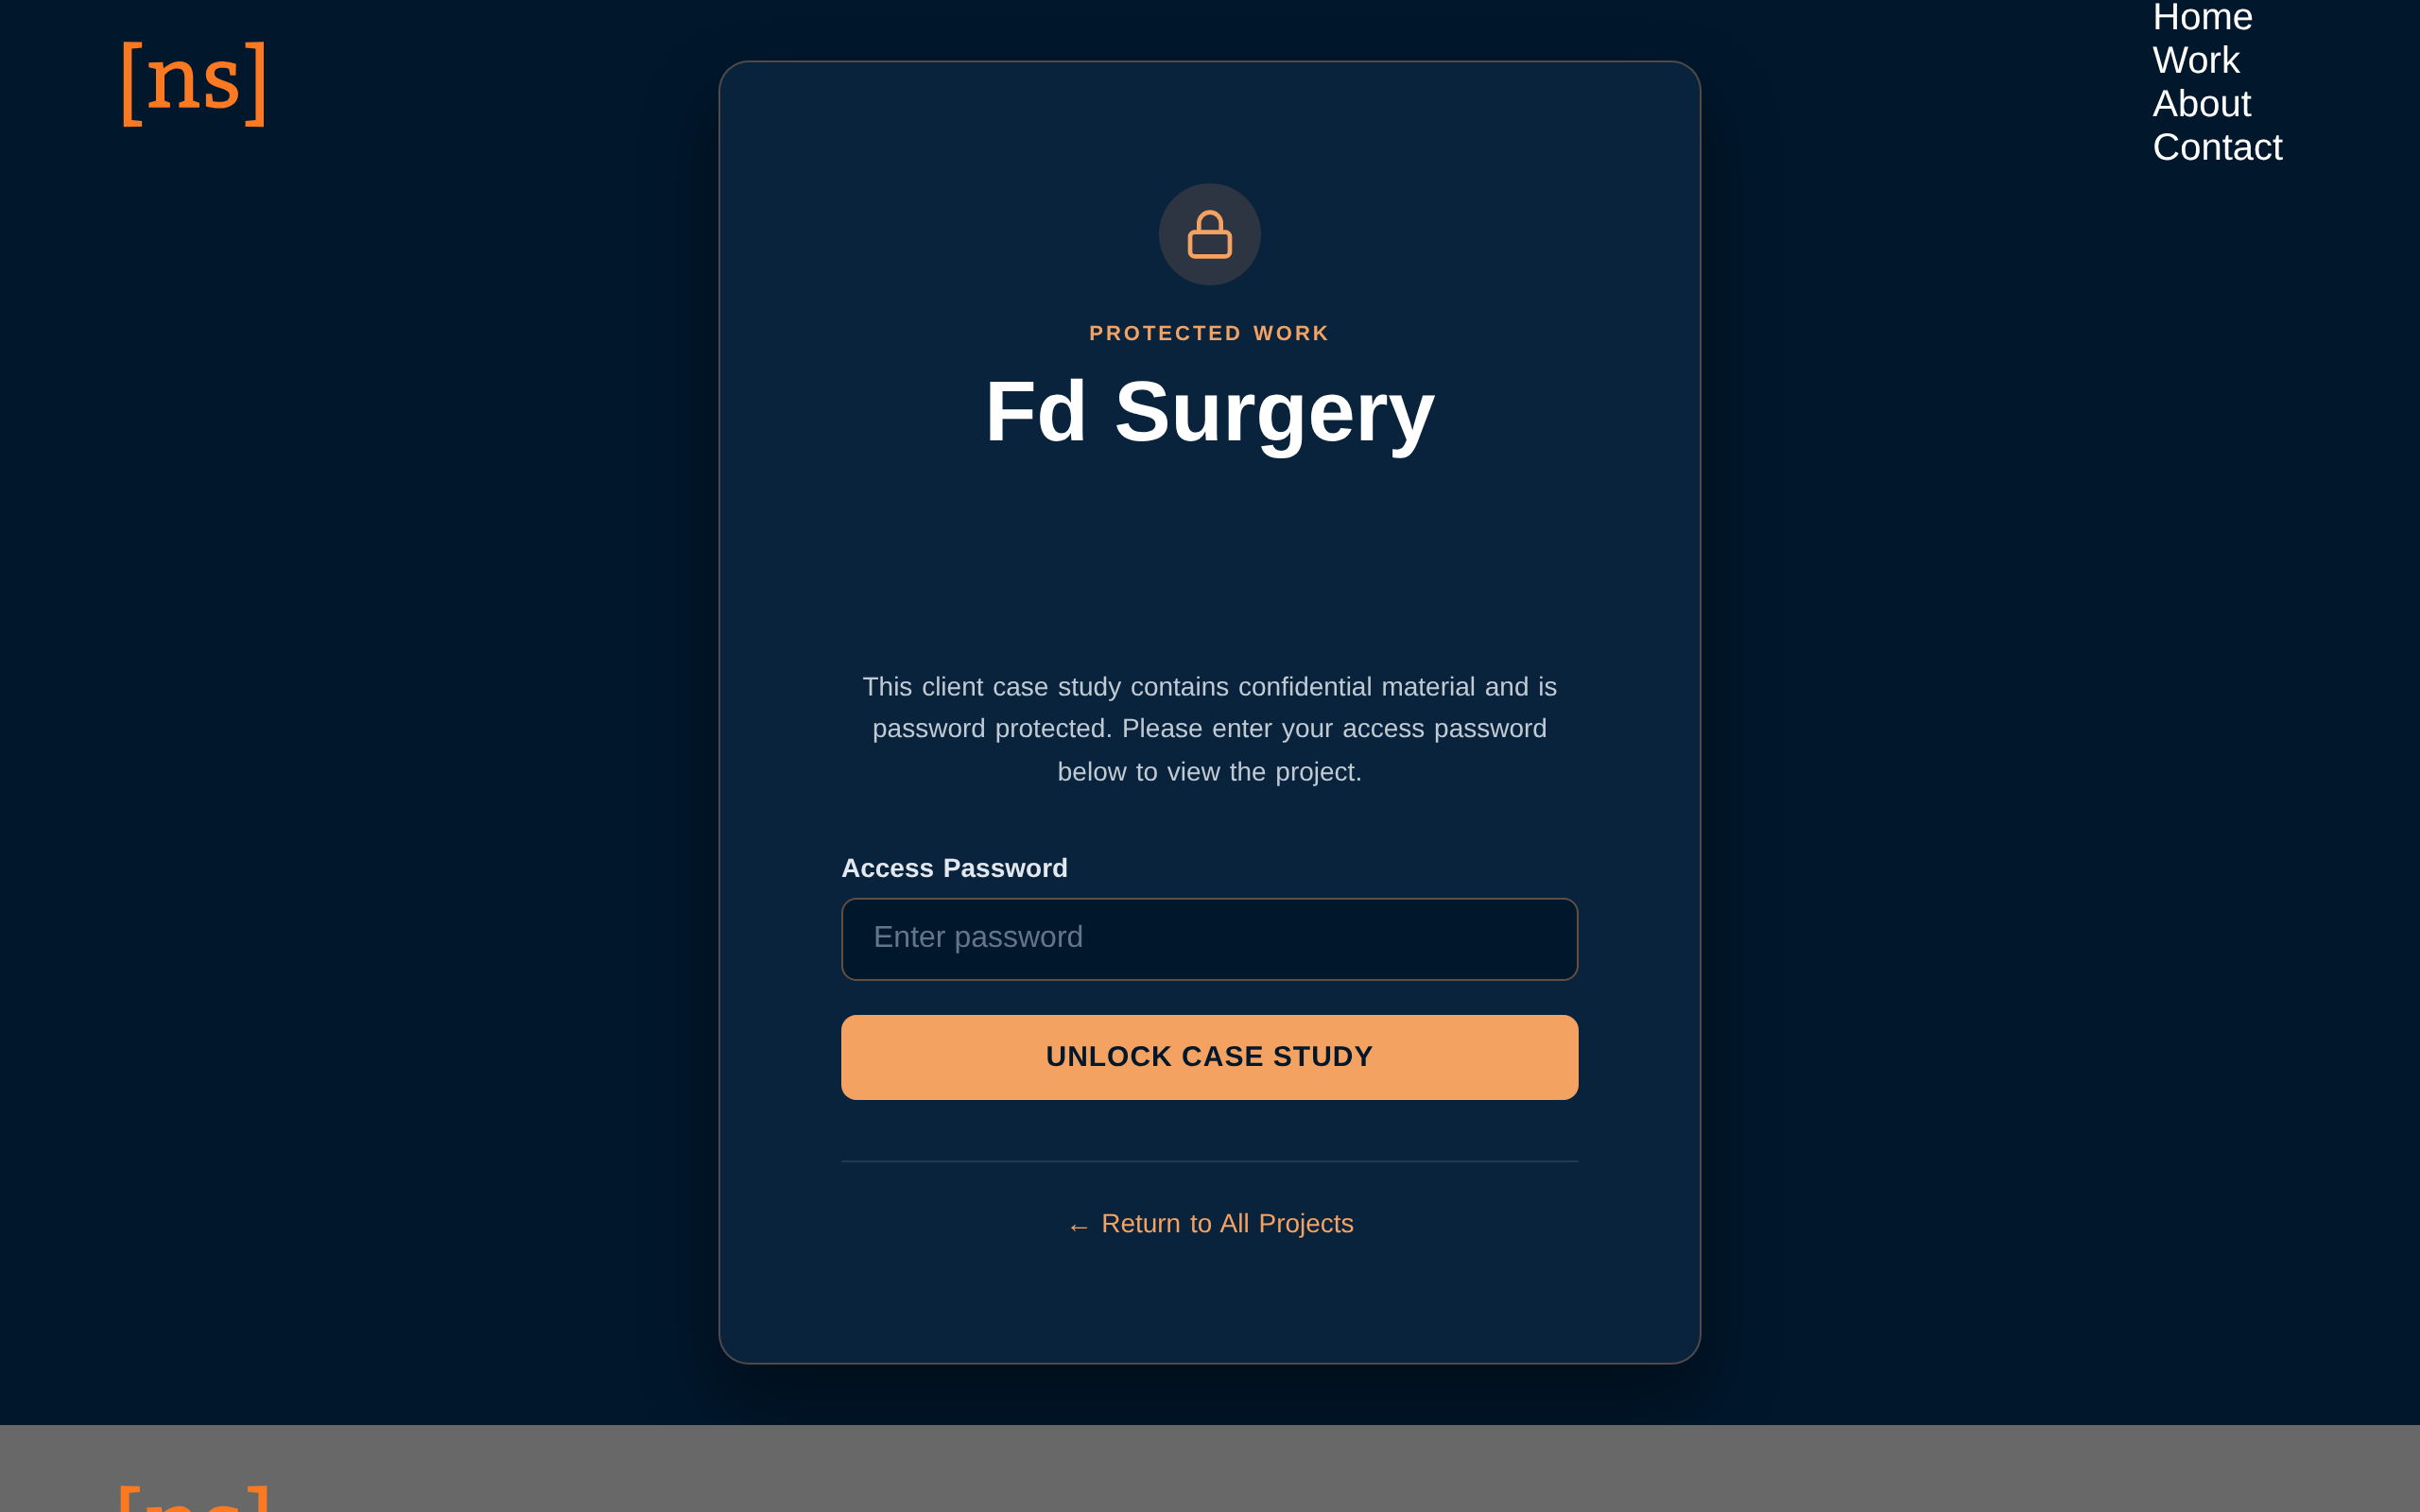 [ns]
Home
Work
About
Contact
PROTECTED WORK
Fd Surgery
This client case study contains confidential material and is
password protected. Please enter your access password
below to view the project.
Access Password
Enter password
UNLOCK CASE STUDY
← Return to All Projects
[ns]